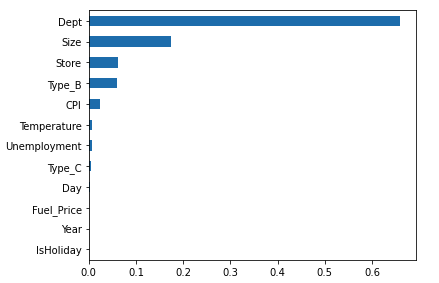 Dept
Size
Store
Type_B
CPI
Temperature
Unemployment
Type_C
Day
Fuel_Price
Year
IsHoliday
0.0 0.1 0.2 0.3 0.4 0.5 0.6